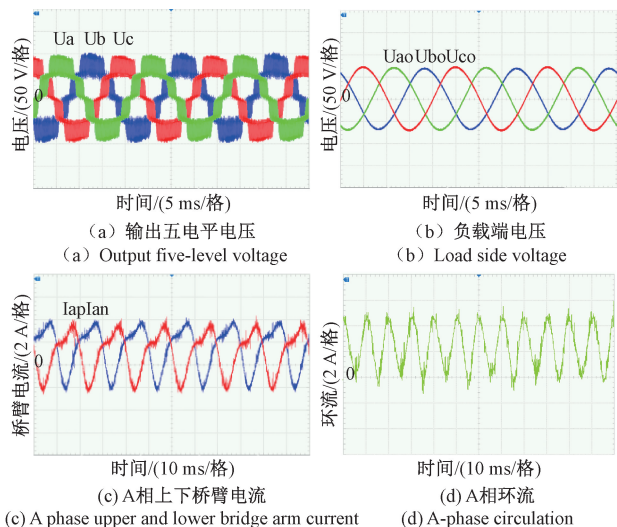 Ua Ub Uc
0
电压/(50 V/格)
时间/(5 ms/格)
（a）输出五电平电压
（a）Output five-level voltage
UaoUboUco
0
电压/(50 V/格)
时间/(5 ms/格)
（b）负载端电压
（b）Load side voltage
IapIan
0
桥臂电流/(2 A/格)
时间/(10 ms/格)
(c) A相上下桥臂电流
(c) A phase upper and lower bridge arm current
0
环流/(2 A/格)
时间/(10 ms/格)
(d) A相环流
(d) A-phase circulation